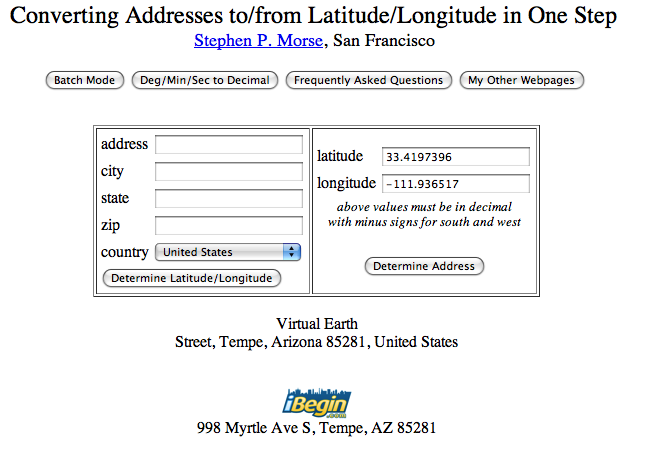 Converting Addresses to/from Latitude/Longitude in One Step
Stephen P. Morse, San Francisco
Batch Mode
Deg/Min/Sec to Decimal
Frequently Asked Questions
My Other Webpages
address
city
state
zip
country United States
Determine Latitude/Longitude
latitude 33.4197396
longitude -111.936517
above values must be in decimal
with minus signs for south and west
Determine Address
Virtual Earth
Street, Tempe, Arizona 85281, United States
iBegin
.com
998 Myrtle Ave S, Tempe, AZ 85281